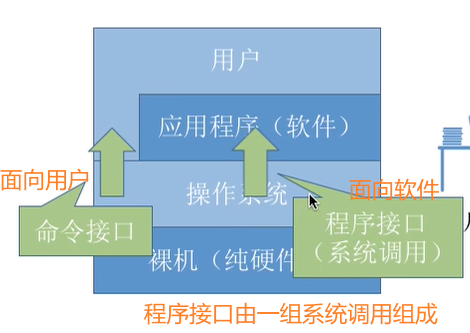 用户
应用程序（软件）
面向用户
操作系统
面向软件
命令接口
程序接口
（系统调用）
裸机（纯硬件
程序接口由一组系统调用组成